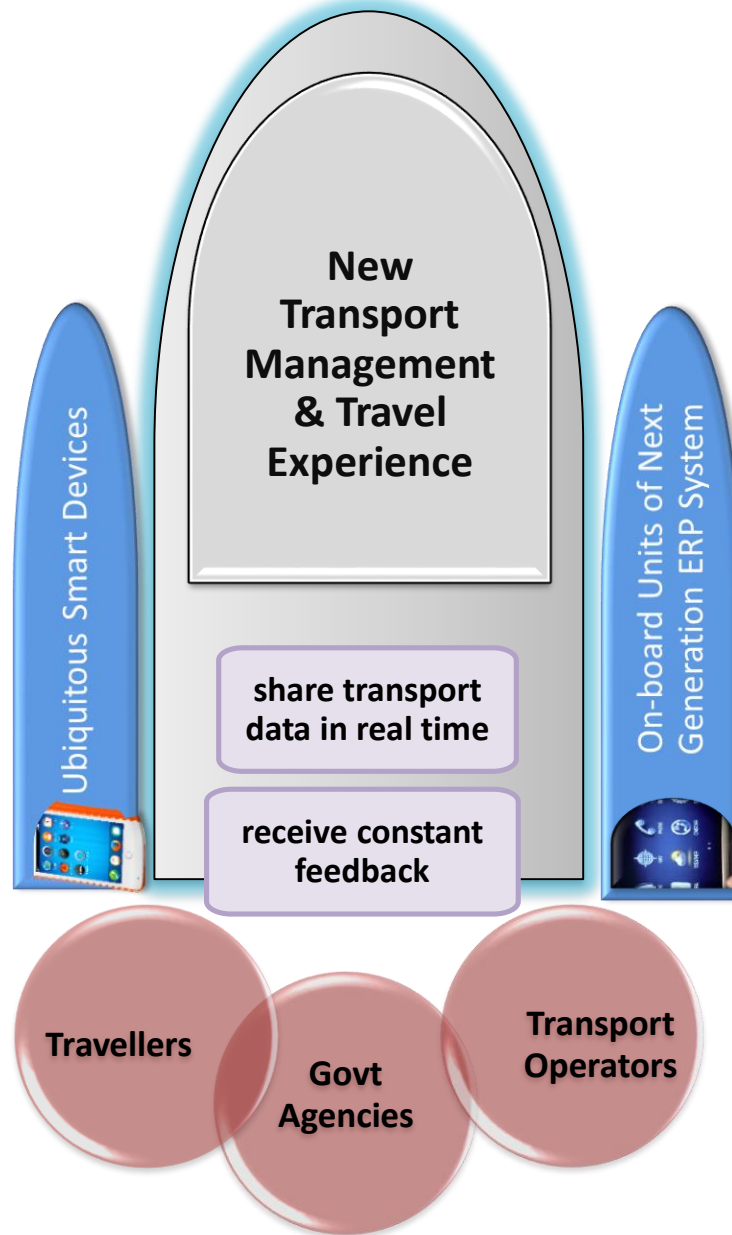 New
Transport
Management
& Travel
Experience
Ubiquitous Smart Devices
On-board Units of Next
Generation ERP System
share transport
data in real time
receive constant
feedback
Travellers
Govt
Agencies
Transport
Operators